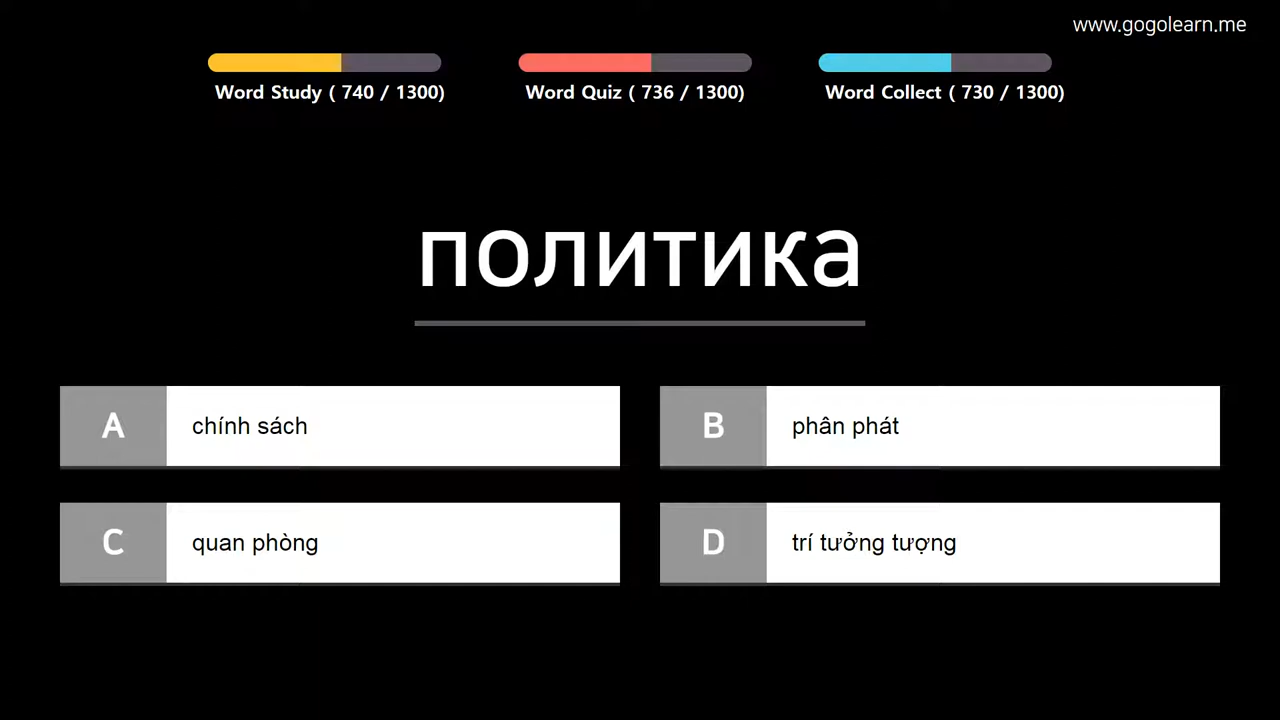 www.gogolearn.me
Word Study ( 740 / 1300)
Word Quiz ( 736 / 1300)
Word Collect ( 730 / 1300)
политика
A chính sách
B phân phát
C quan phòng
D trí tưởng tượng